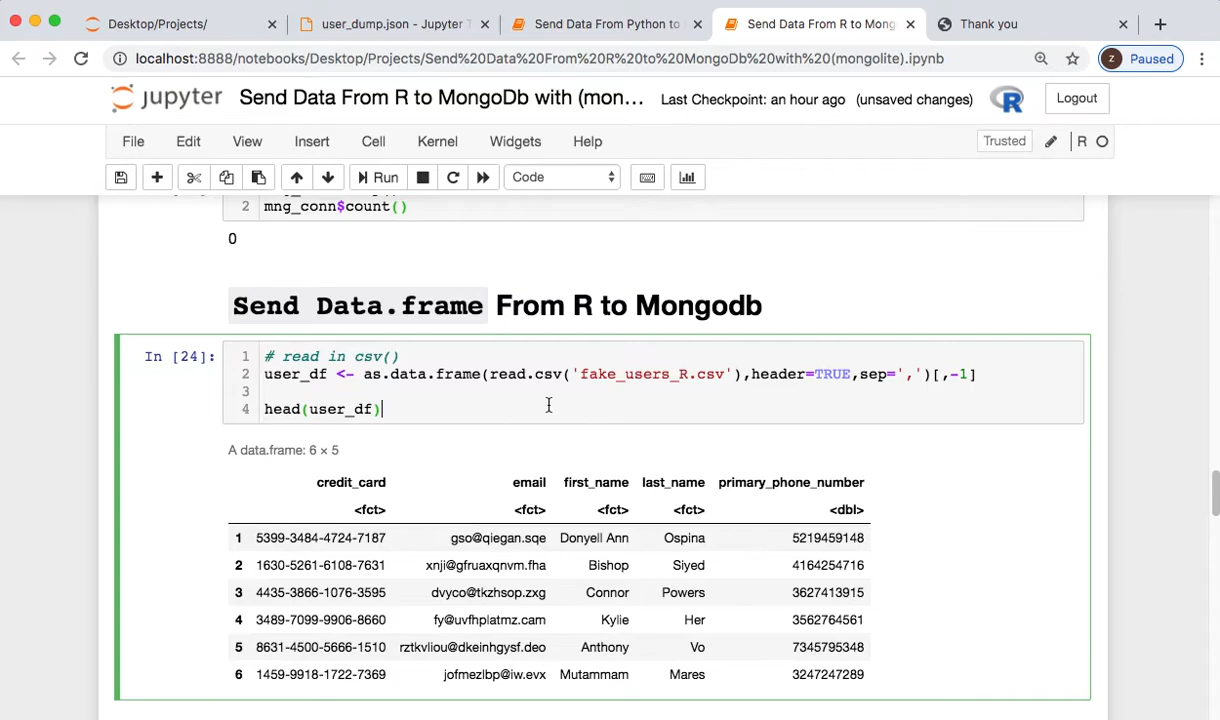 Desktop/Projects/
user_dump.json - Jupyter T
Send Data From Python to
Send Data From R to Mong
Thank you
localhost:8888/notebooks/Desktop/Projects/Send%20Data%20From%20R%20to%20MongoDb%20with%20(mongolite).ipynb
Z Paused
jupyter Send Data From R to MongoDb with (mon... Last Checkpoint: an hour ago (unsaved changes) R Logout
File Edit View Insert Cell Kernel Widgets Help Trusted R
Run Code
2 mng_conn$count()
0
Send Data.frame From R to Mongodb
In [24]: 1 # read in csv()
2 user_df <- as.data.frame(read.csv('fake_users_R.csv'),header=TRUE,sep=',')[,-1]
3
4 head(user_df)
A data.frame: 6 × 5
credit_card email first_name last_name primary_phone_number
<fct> <fct> <fct> <fct> <dbl>
1 5399-3484-4724-7187 gso@qiegan.sqe Donyell Ann Ospina 5219459148
2 1630-5261-6108-7631 xnji@gfruaxqnvm.fha Bishop Siyed 4164254716
3 4435-3866-1076-3595 dvyco@tkzhsop.zxg Connor Powers 3627413915
4 3489-7099-9906-8660 fy@uvfhplatmz.cam Kylie Her 3562764561
5 8631-4500-5666-1510 rztkvliou@dkeinhgysf.deo Anthony Vo 7345795348
6 1459-9918-1722-7369 jofmezlbp@iw.evx Mutammam Mares 3247247289